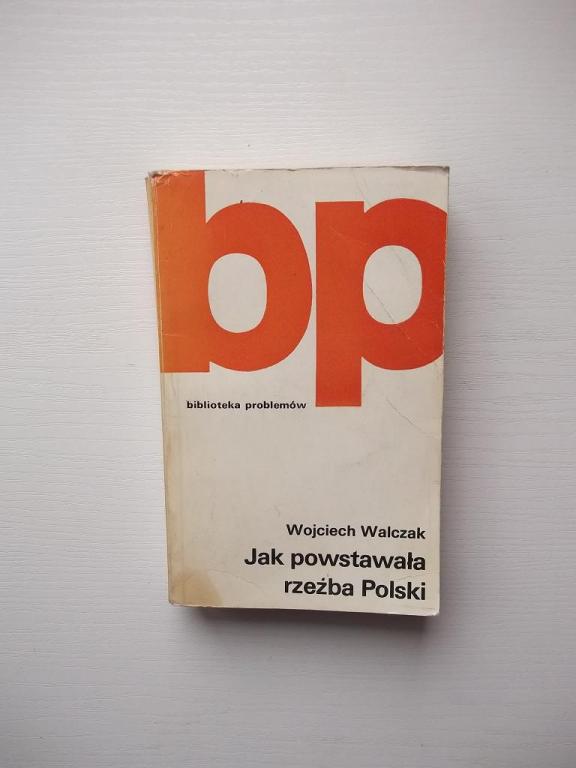 bp
biblioteka problemów
Wojciech Walczak
Jak powstawała
rzeźba Polski